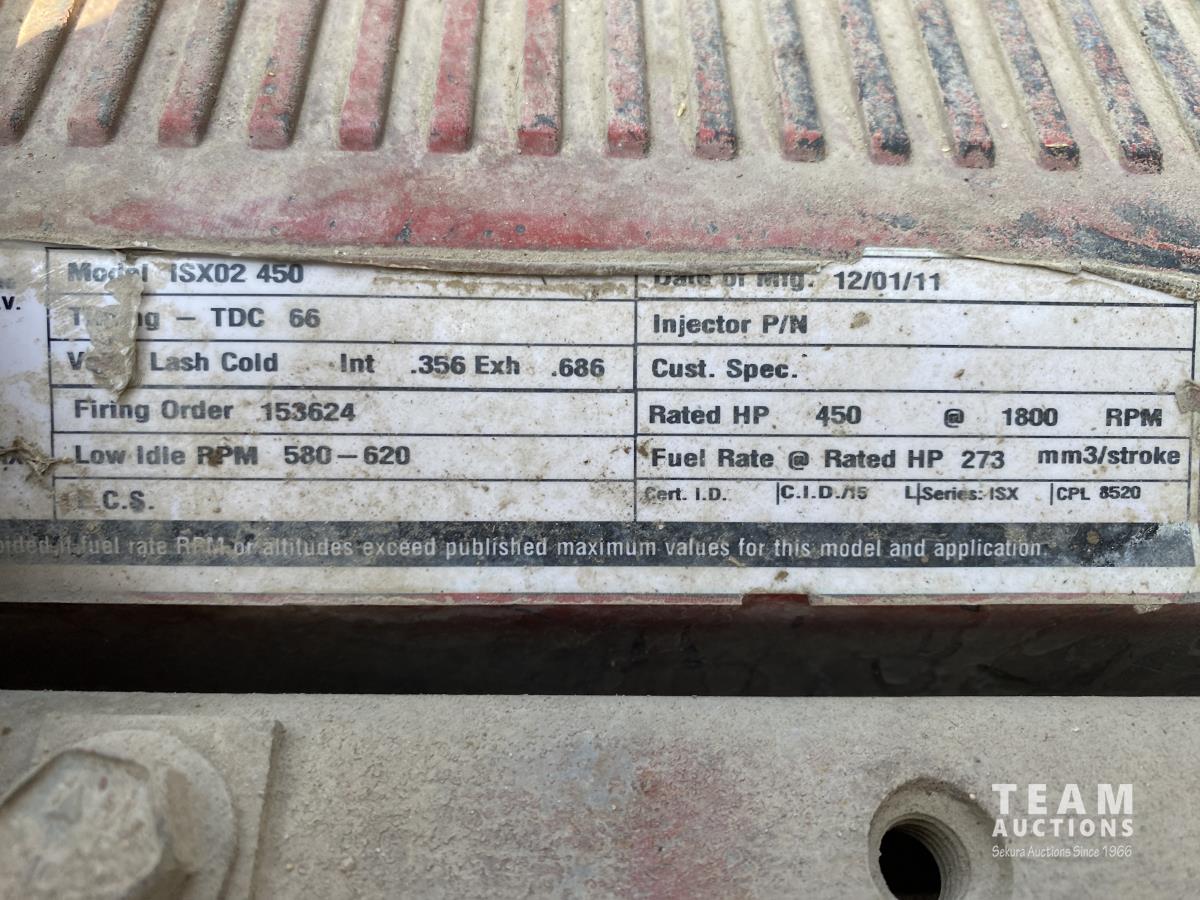 Model ISX02 450
Date of Mfg. 12/01/11
Timing – TDC 66
Injector P/N
Lash Cold Int .356 Exh .686
Cust. Spec.
Firing Order 153624
Rated HP 450 @ 1800 RPM
Low Idle RPM 580–620
Fuel Rate @ Rated HP 273 mm3/stroke
.C.S.
Cert. I.D. C.I.D./15 L Series: ISX CPL 8520
if fuel rate RPM or altitudes exceed published maximum values for this model and application.
TEAM
AUCTIONS
Sekura Auctions Since 1966